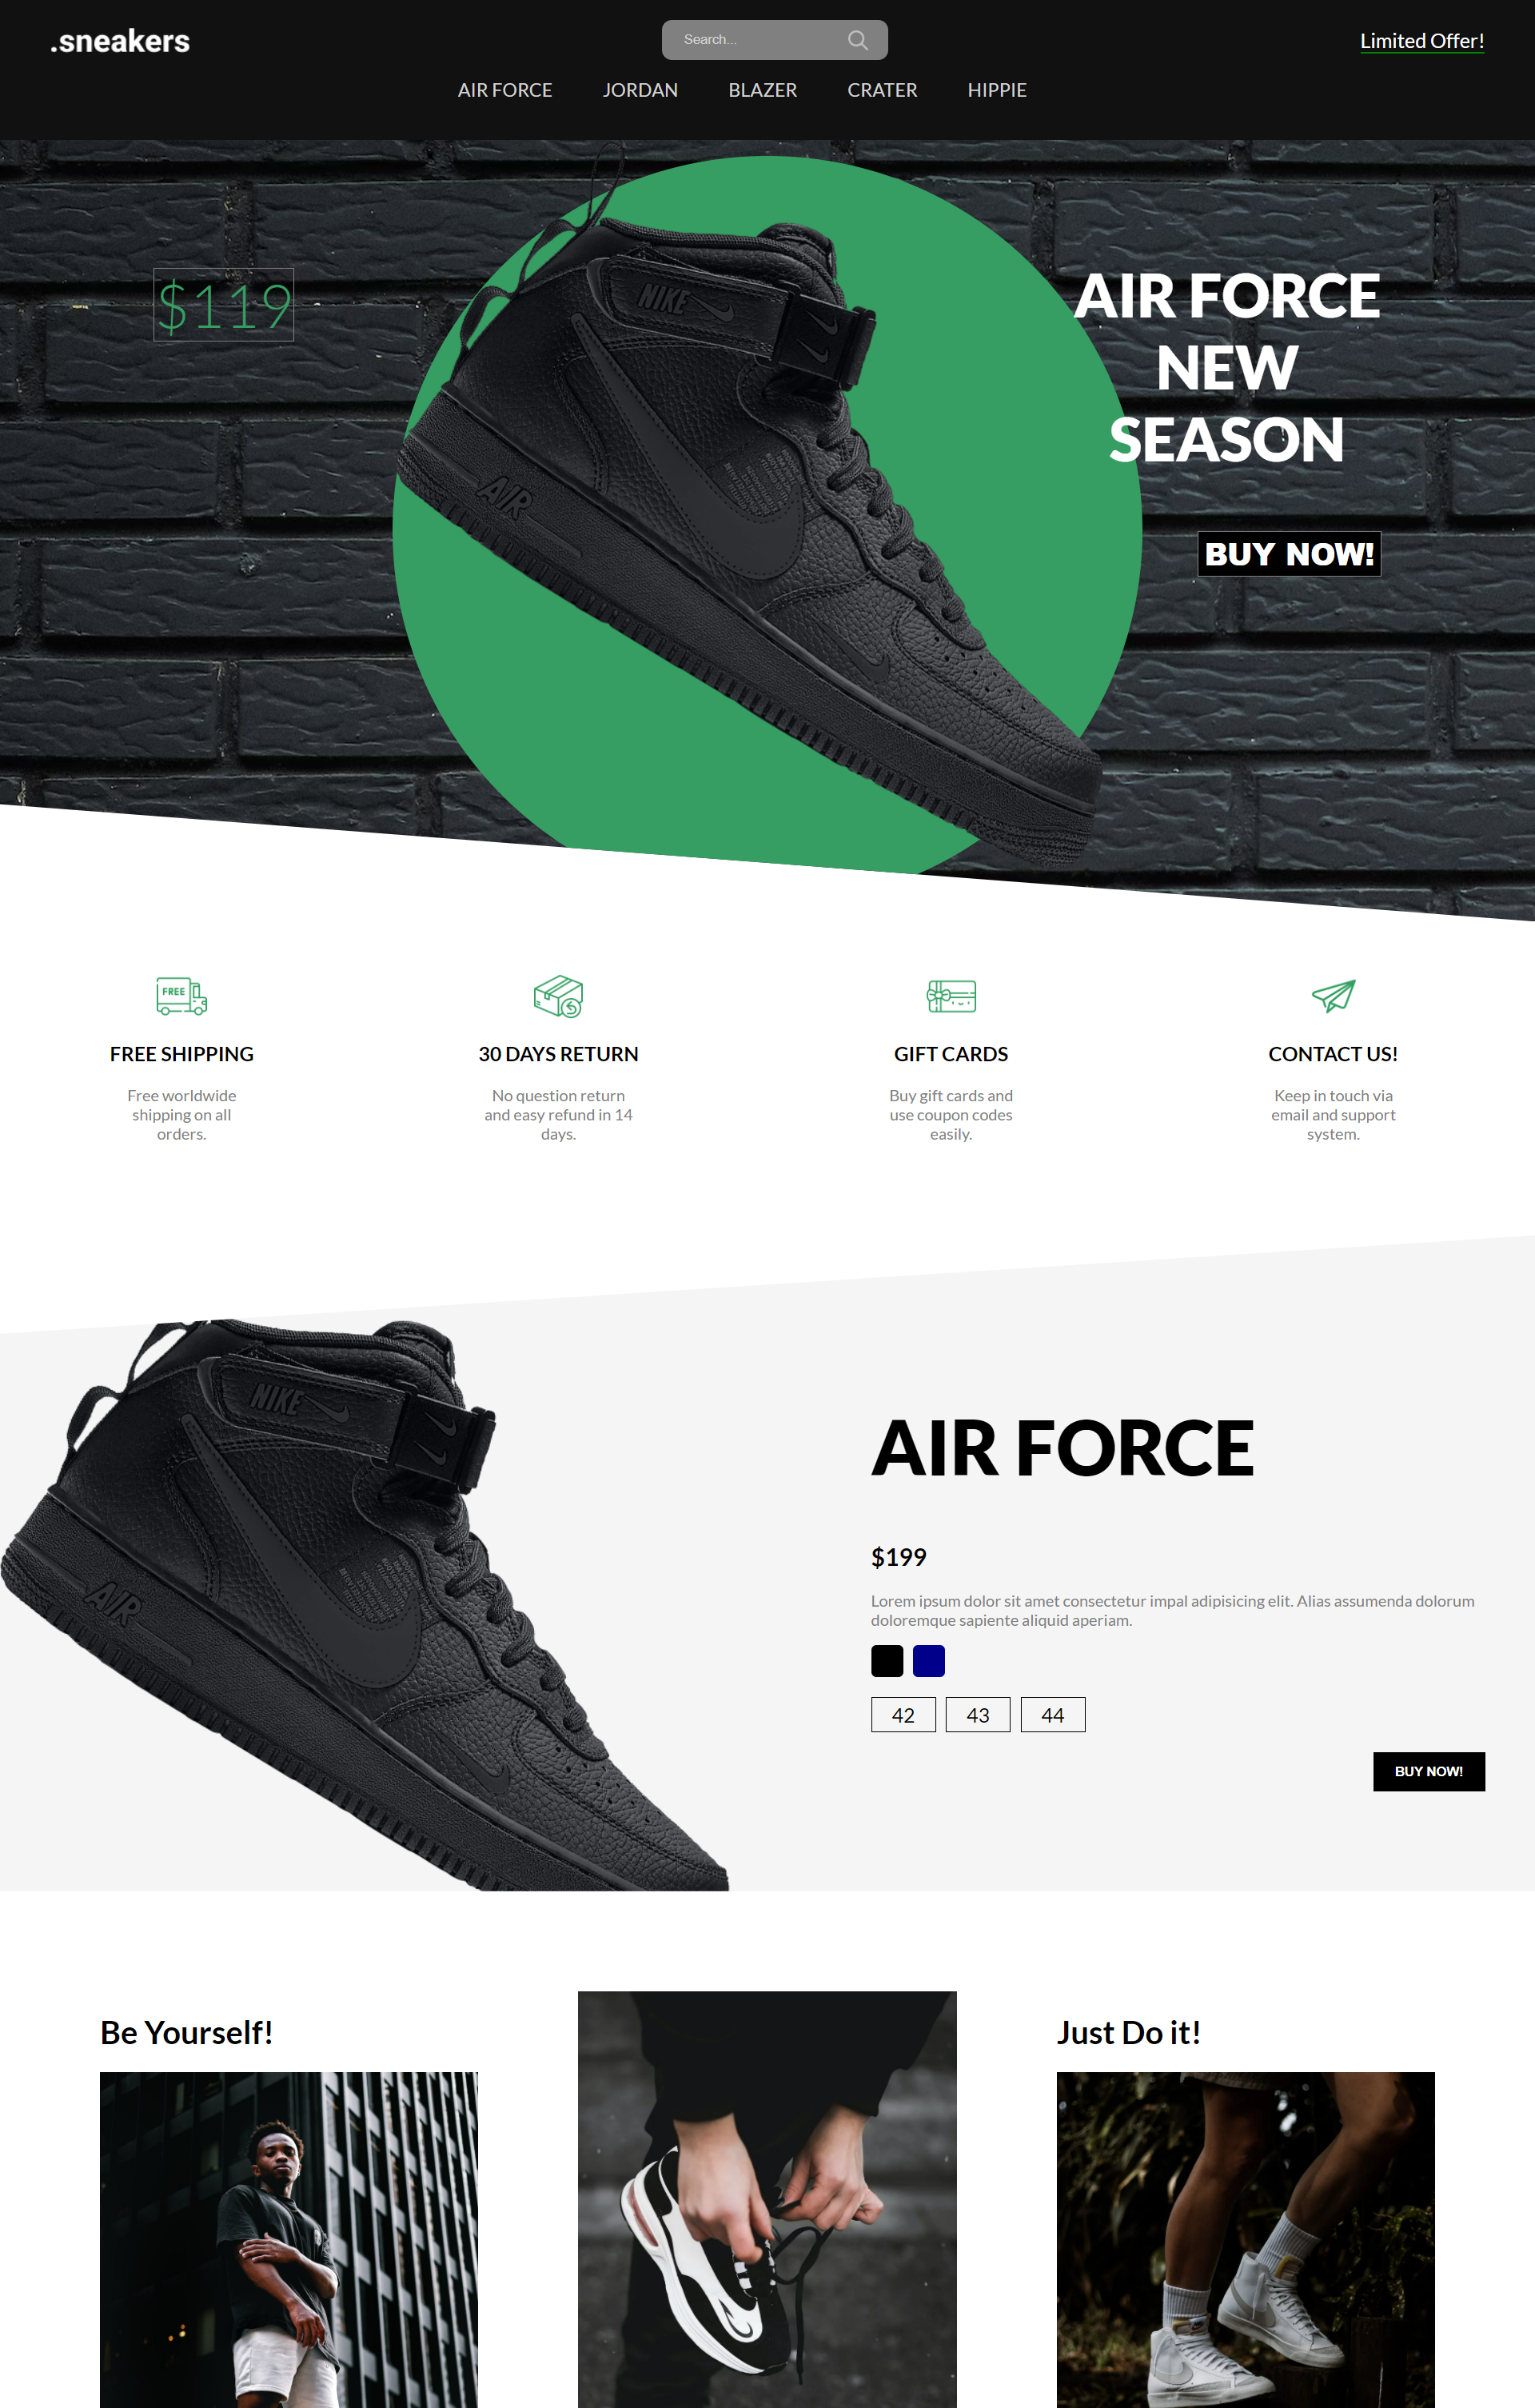 .sneakers
Search...
Limited Offer!
AIR FORCE
JORDAN
BLAZER
CRATER
HIPPIE
$119
NIKE
AIR
AIR FORCE
NEW
SEASON
BUY NOW!
FREE
FREE SHIPPING
Free worldwide
shipping on all
orders.
30 DAYS RETURN
No question return
and easy refund in 14
days.
GIFT CARDS
Buy gift cards and
use coupon codes
easily.
CONTACT US!
Keep in touch via
email and support
system.
NIKE
AIR
AIR FORCE
$199
Lorem ipsum dolor sit amet consectetur impal adipisicing elit. Alias assumenda dolorum
doloremque sapiente aliquid aperiam.
42
43
44
BUY NOW!
Be Yourself!
Just Do it!